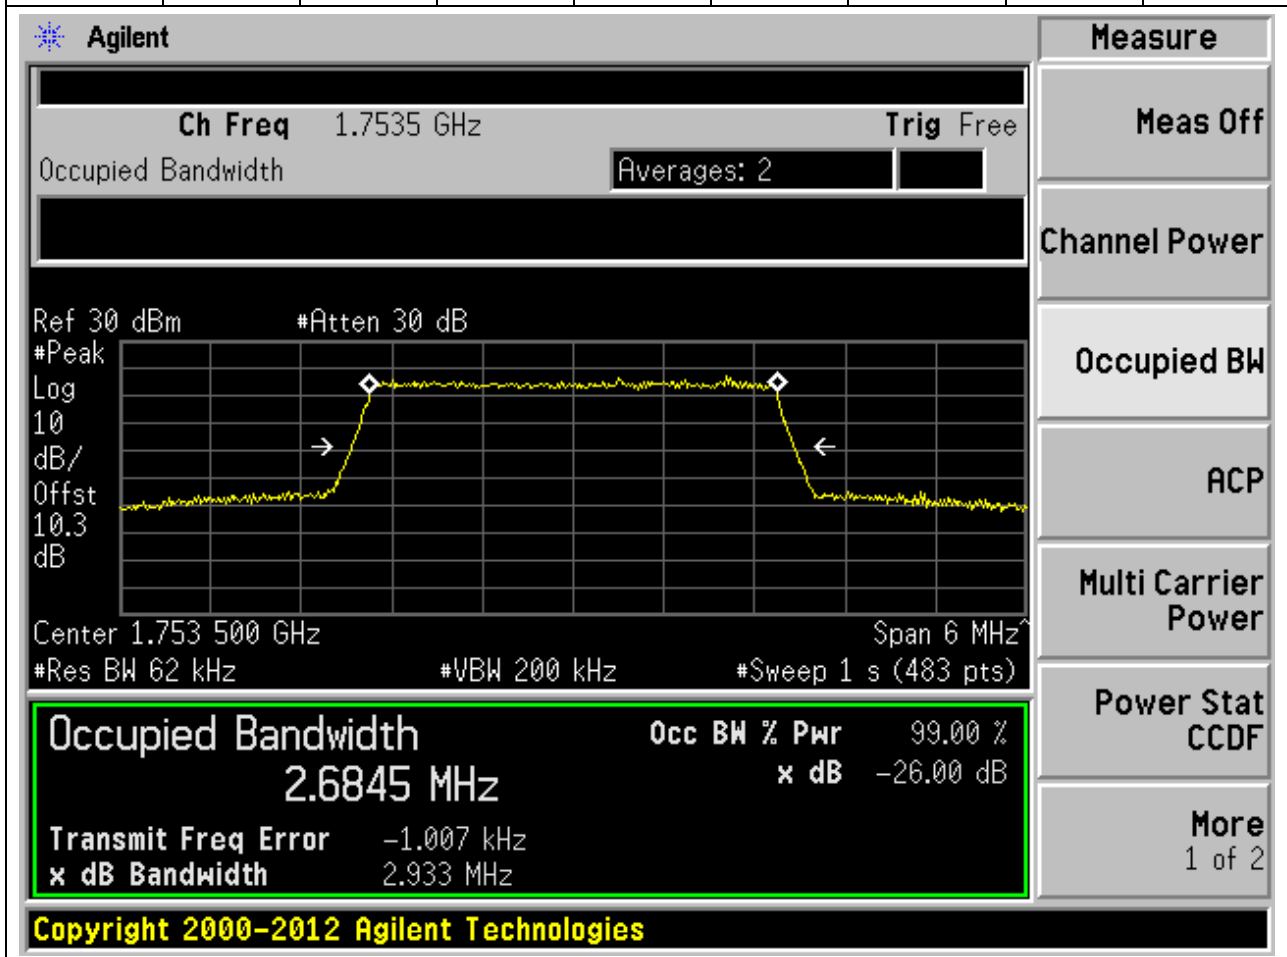 Agilent
Measure
Ch Freq 1.7535 GHz Trig Free
Meas Off
Occupied Bandwidth Averages: 2
Channel Power
Ref 30 dBm #Atten 30 dB
#Peak
Log
10
dB/
Offst
10.3
dB
Occupied BW
ACP
Multi Carrier
Power
Center 1.753 500 GHz Span 6 MHz^
#Res BW 62 kHz #VBW 200 kHz #Sweep 1 s (483 pts)
Power Stat
CCDF
Occupied Bandwidth Occ BW % Pwr 99.00 %
2.6845 MHz x dB -26.00 dB
Transmit Freq Error -1.007 kHz
x dB Bandwidth 2.933 MHz
More
1 of 2
Copyright 2000-2012 Agilent Technologies